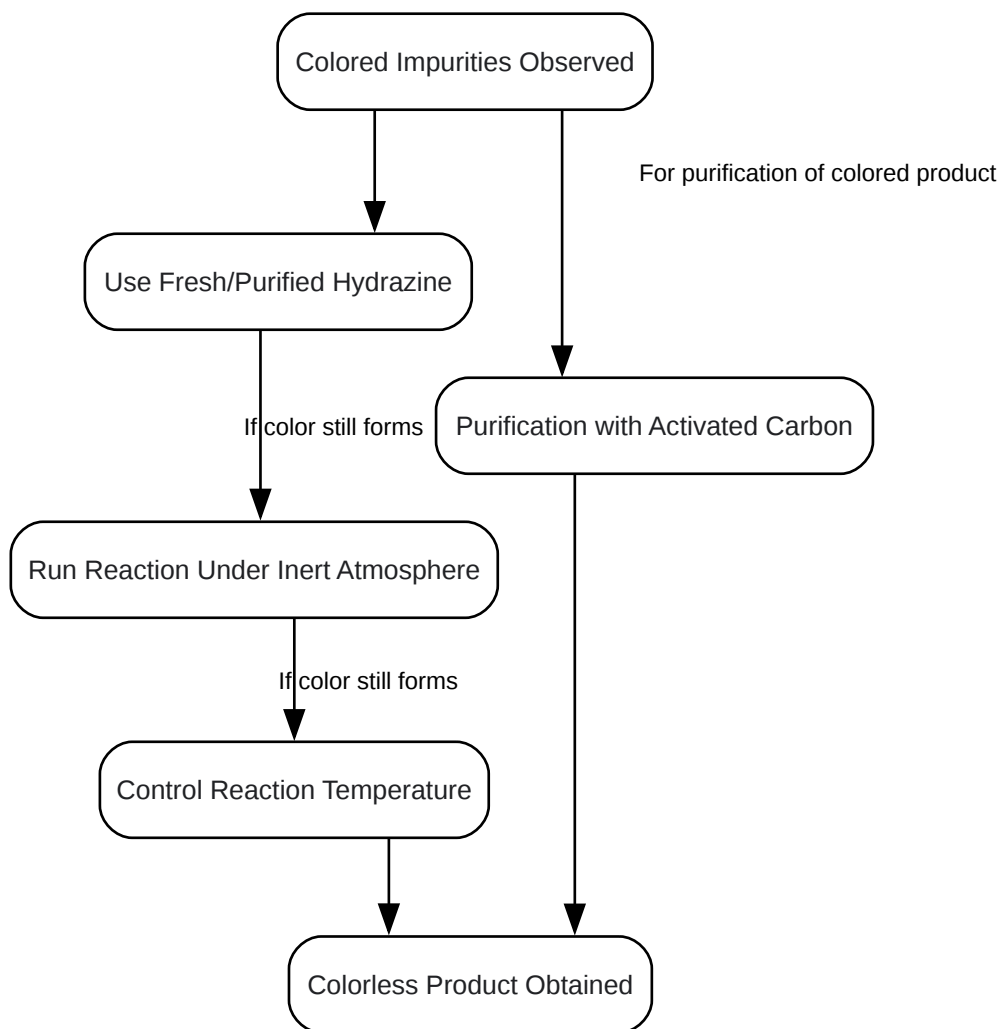 Colored Impurities Observed
For purification of colored product
Use Fresh/Purified Hydrazine
If color still forms
Purification with Activated Carbon
Run Reaction Under Inert Atmosphere
If color still forms
Control Reaction Temperature
Colorless Product Obtained